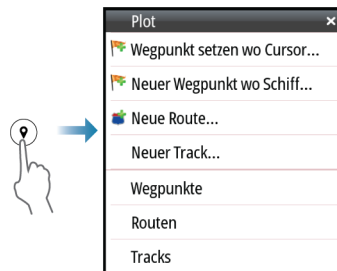 Plot
Wegpunkt setzen wo Cursor...
Neuer Wegpunkt wo Schiff...
Neue Route...
Neuer Track...
Wegpunkte
Routen
Tracks